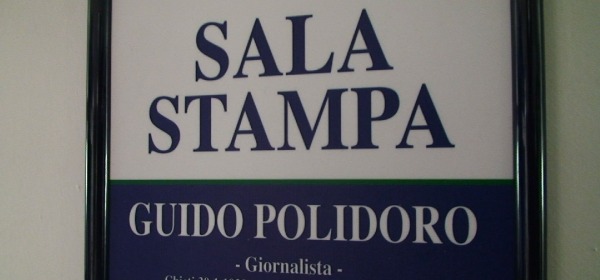 SALA
STAMPA
GUIDO POLIDORO
- Giornalista -